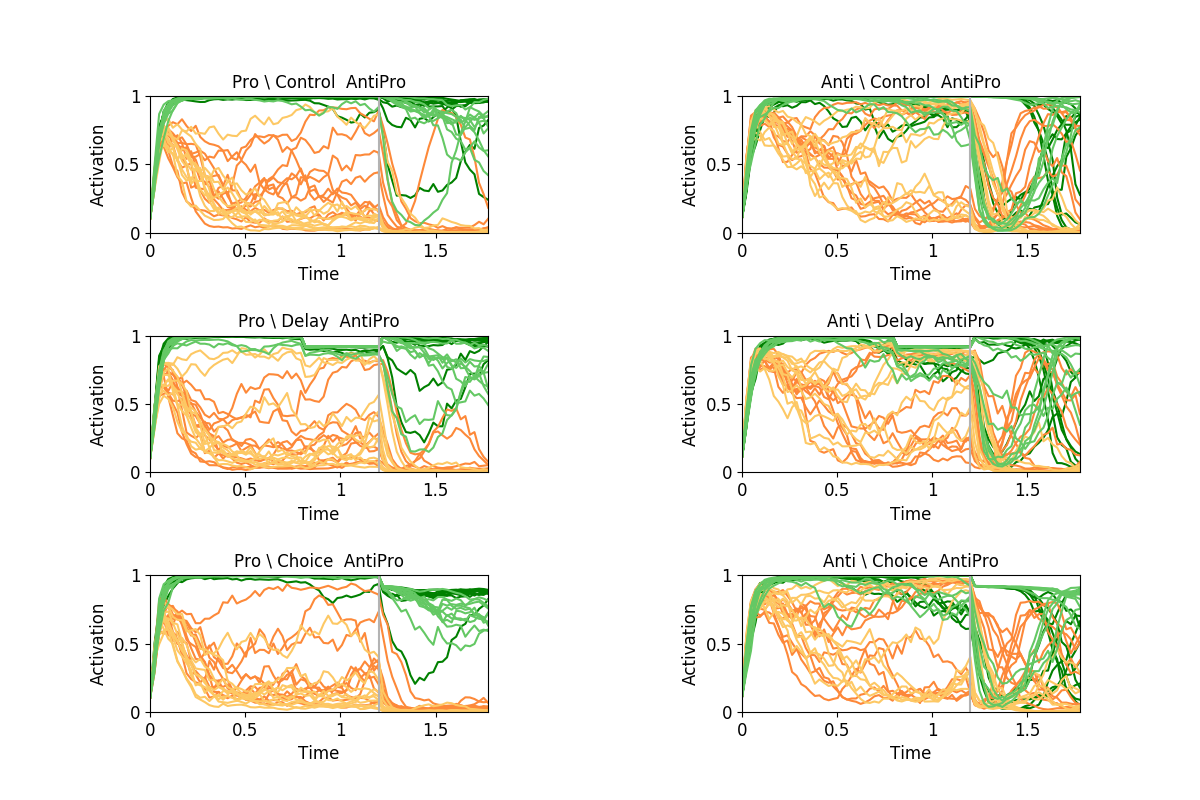 Pro \ Control  AntiPro
Activation
1
0.5
0
0 0.5 1 1.5
Time
Anti \ Control  AntiPro
Activation
1
0.5
0
0 0.5 1 1.5
Time
Pro \ Delay  AntiPro
Activation
1
0.5
0
0 0.5 1 1.5
Time
Anti \ Delay  AntiPro
Activation
1
0.5
0
0 0.5 1 1.5
Time
Pro \ Choice  AntiPro
Activation
1
0.5
0
0 0.5 1 1.5
Time
Anti \ Choice  AntiPro
Activation
1
0.5
0
0 0.5 1 1.5
Time